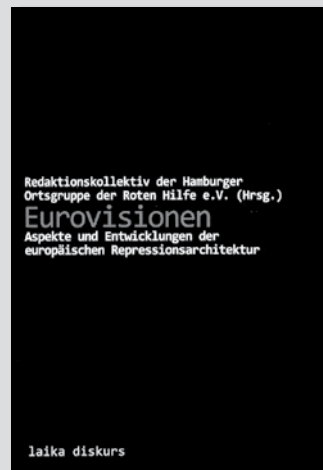 Redaktionskollektiv der Hamburger
Ortsgruppe der Roten Hilfe e.V. (Hrsg.)
Eurovisionen
Aspekte und Entwicklungen der
europäischen Repressionsarchitektur
laika diskurs